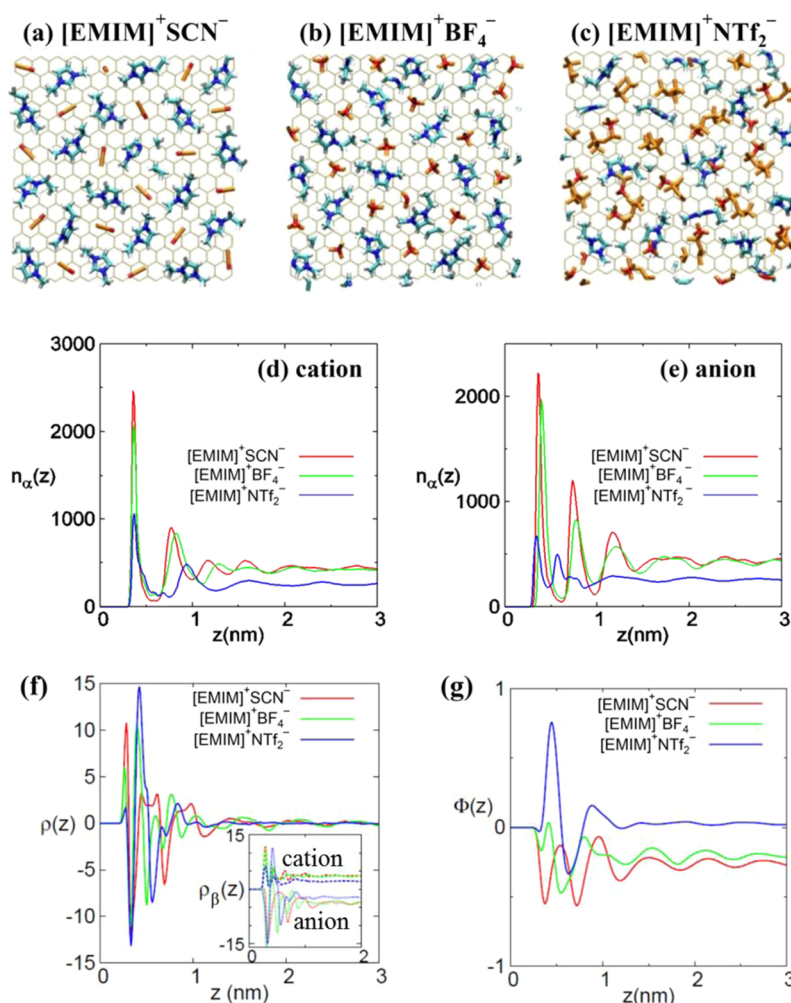 (a) [EMIM]⁺SCN⁻ (b) [EMIM]⁺BF₄⁻ (c) [EMIM]⁺NTf₂⁻
(d) cation
3000
2000
1000
0
nα(z)
[EMIM]⁺SCN⁻
[EMIM]⁺BF₄⁻
[EMIM]⁺NTf₂⁻
0 1 2 3
z(nm)
(e) anion
2000
1000
0
nα(z)
[EMIM]⁺SCN⁻
[EMIM]⁺BF₄⁻
[EMIM]⁺NTf₂⁻
0 1 2 3
z(nm)
(f)
15
10
5
0
-5
-10
-15
ρ(z)
[EMIM]⁺SCN⁻
[EMIM]⁺BF₄⁻
[EMIM]⁺NTf₂⁻
15
cation
ρβ(z)
anion
-15
0 2
0 1 2 3
z (nm)
(g)
1
0
-1
Φ(z)
[EMIM]⁺SCN⁻
[EMIM]⁺BF₄⁻
[EMIM]⁺NTf₂⁻
0 1 2 3
z(nm)